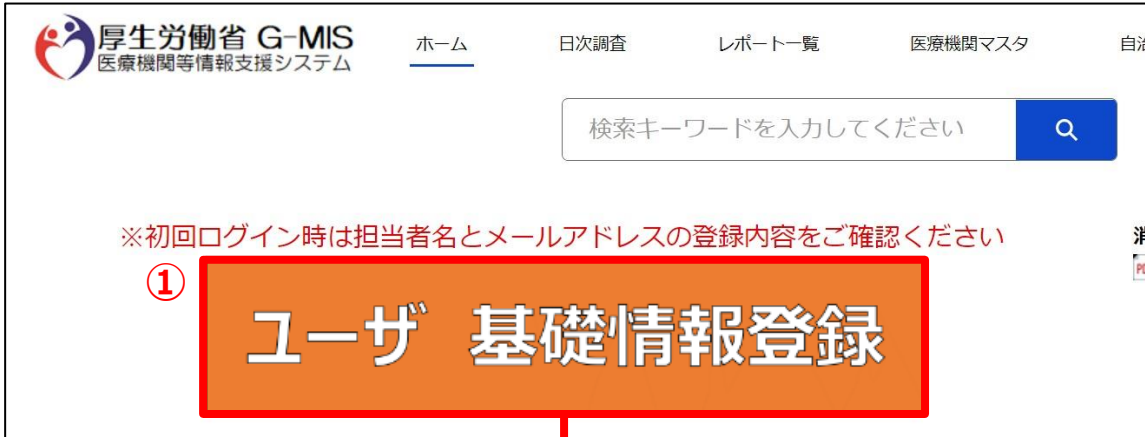 厚生労働省 G-MIS
医療機関等情報支援システム
ホーム 日次調査 レポート一覧 医療機関マスタ
検索キーワードを入力してください
※初回ログイン時は担当者名とメールアドレスの登録内容をご確認ください
①
ユーザ 基礎情報登録